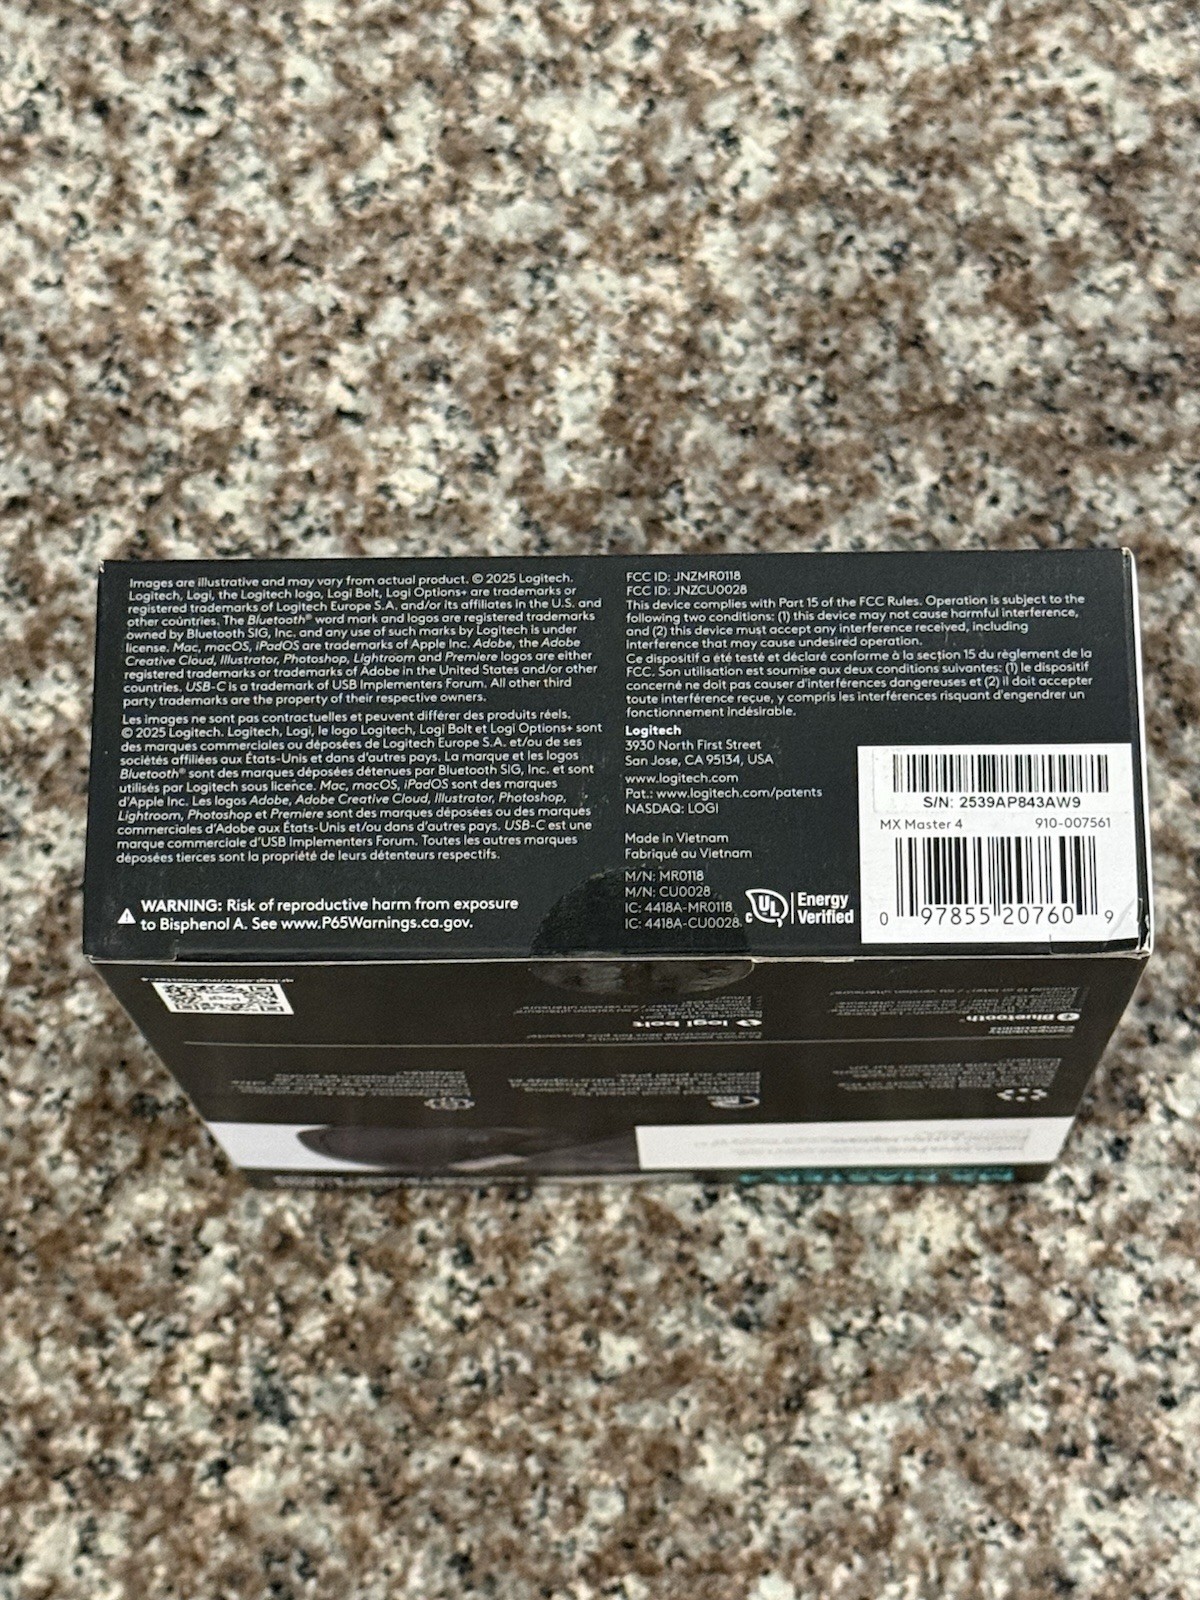 Images are illustrative and may vary from actual product. © 2025 Logitech.
Logitech, Logi, the Logitech logo, Logi Bolt, Logi Options+ are trademarks or
registered trademarks of Logitech Europe S.A. and/or its affiliates in the U.S. and
other countries. The Bluetooth® word mark and logos are registered trademarks
owned by Bluetooth SIG, Inc. and any use of such marks by Logitech is under
license. Mac, macOS, iPadOS are trademarks of Apple Inc. Adobe, the Adobe
Creative Cloud, Illustrator, Photoshop, Lightroom and Premiere logos are either
registered trademarks or trademarks of Adobe in the United States and/or other
countries. USB-C is a trademark of USB Implementers Forum. All other third
party trademarks are the property of their respective owners.
Les images ne sont pas contractuelles et peuvent différer des produits réels.
© 2025 Logitech. Logitech, Logi, le logo Logitech, Logi Bolt et Logi Options+ sont
des marques commerciales ou déposées de Logitech Europe S.A. et/ou de ses
sociétés affiliées aux États-Unis et dans d'autres pays. La marque et les logos
Bluetooth® sont des marques déposées détenues par Bluetooth SIG, Inc. et sont
utilisés par Logitech sous licence. Mac, macOS, iPadOS sont des marques
d'Apple Inc. Les logos Adobe, Adobe Creative Cloud, Illustrator, Photoshop,
Lightroom, Photoshop et Premiere sont des marques déposées ou des marques
commerciales d'Adobe aux États-Unis et/ou dans d'autres pays. USB-C est une
marque commerciale d'USB Implementers Forum. Toutes les autres marques
déposées tierces sont la propriété de leurs détenteurs respectifs.
WARNING: Risk of reproductive harm from exposure
to Bisphenol A. See www.P65Warnings.ca.gov.
FCC ID: JNZMR0118
FCC ID: JNZCU0028
This device complies with Part 15 of the FCC Rules. Operation is subject to the
following two conditions: (1) this device may not cause harmful interference,
and (2) this device must accept any interference received, including
interference that may cause undesired operation.
Ce dispositif a été testé et déclaré conforme à la section 15 du règlement de la
FCC. Son utilisation est soumise aux deux conditions suivantes: (1) le dispositif
concerné ne doit pas causer d'interférences dangereuses et (2) il doit accepter
toute interférence reçue, y compris les interférences risquant d'engendrer un
fonctionnement indésirable.
Logitech
3930 North First Street
San Jose, CA 95134, USA
www.logitech.com
Pat.: www.logitech.com/patents
NASDAQ: LOGI
Made in Vietnam
Fabriqué au Vietnam
M/N: MR0118
M/N: CU0028
IC: 4418A-MR0118
IC: 4418A-CU0028
c UL Energy
Verified
S/N: 2539AP843AW9
MX Master 4 910-007561
0 97855 20760 9
qr.logi.com/mx-master-4
logi
logi bolt
Bluetooth™